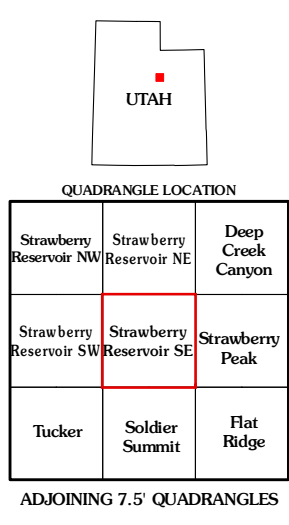 UTAH
QUADRANGLE LOCATION
Strawberry
Reservoir NW
Strawberry
Reservoir NE
Deep
Creek
Canyon
Strawberry
Reservoir SW
Strawberry
Reservoir SE
Strawberry
Peak
Tucker
Soldier
Summit
Flat
Ridge
ADJOINING 7.5' QUADRANGLES